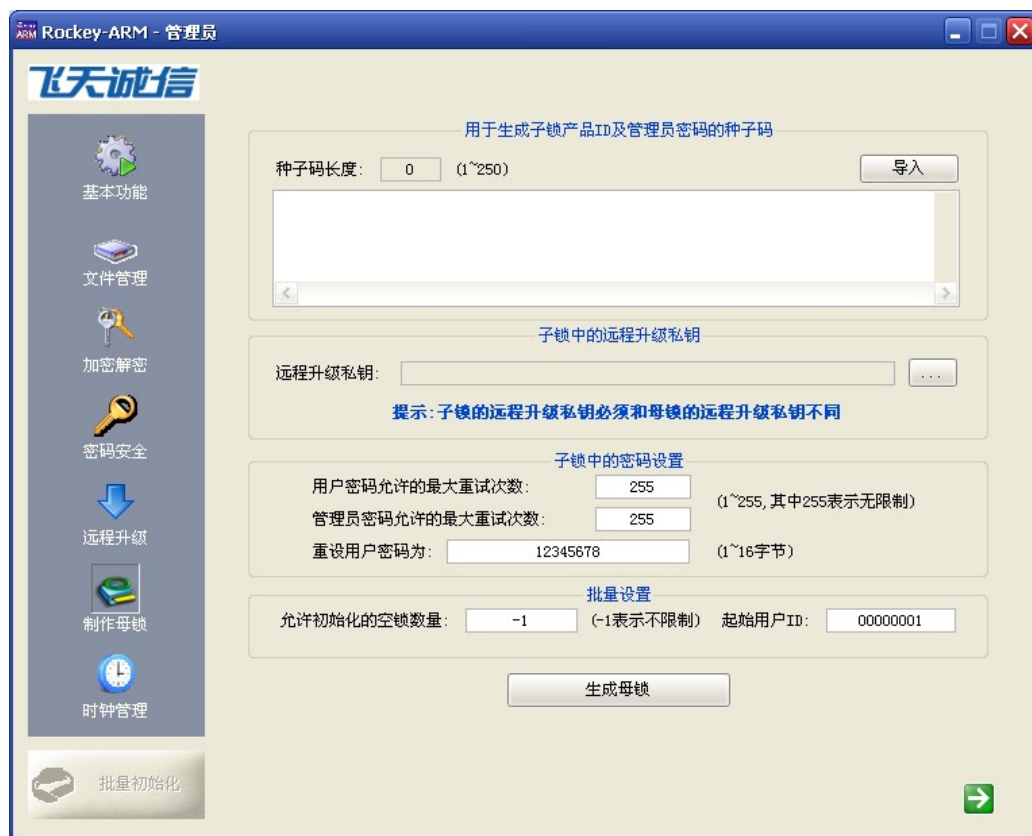 Rockey-ARM - 管理员
飞天诚信
基本功能
文件管理
加密解密
密码安全
远程升级
制作母锁
时钟管理
批量初始化
用于生成子锁产品ID及管理员密码的种子码
种子码长度: 0 (1~250) 导入
子锁中的远程升级私钥
远程升级私钥: ...
提示:子镜的远程升级私钥必须和母镜的远程升级私钥不同
子锁中的密码设置
用户密码允许的最大重试次数: 255
(1~255,其中255表示无限制)
管理员密码允许的最大重试次数: 255
重设用户密码为: 12345678 (1~16字节)
批量设置
允许初始化的空锁数量: -1 (-1表示不限制) 起始用户ID: 00000001
生成母锁